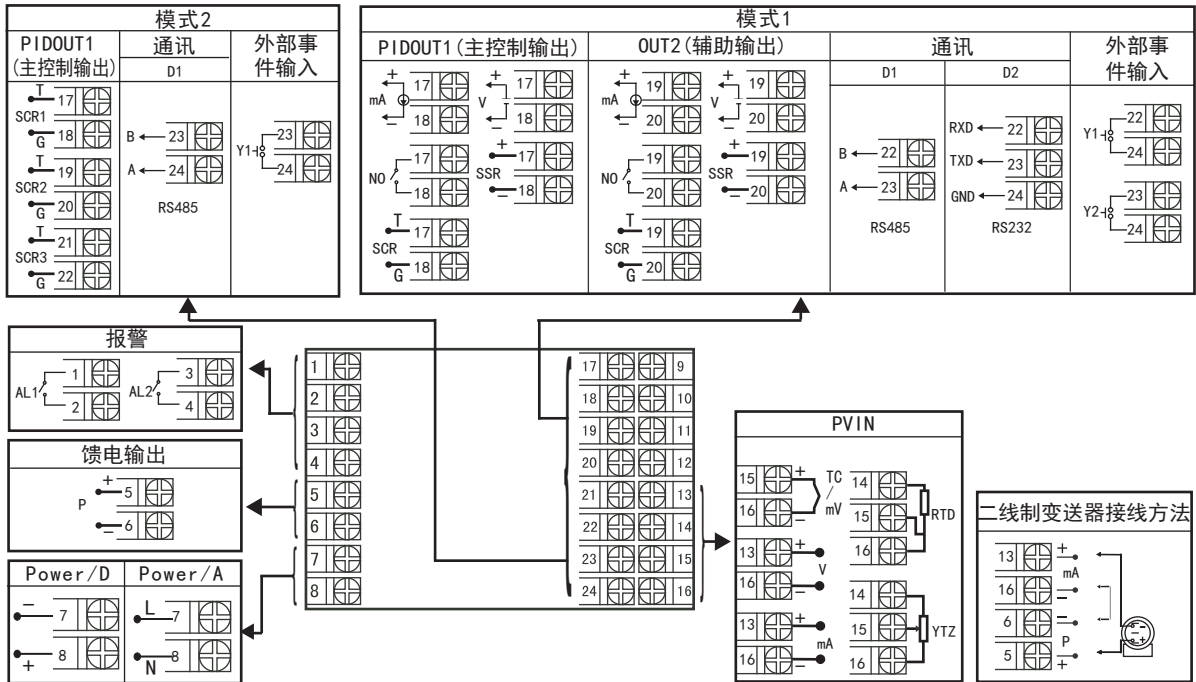 模式2
PIDOUT1 (主控制输出)
通讯
D1
外部事件输入
T
17
SCR1
18
G
T
19
SCR2
20
G
T
21
SCR3
22
G
B 23
A 24
RS485
Y1 23
24
模式1
PIDOUT1(主控制输出)
OUT2(辅助输出)
通讯
外部事件输入
D1
D2
+ 17
mA
- 18
+ 17
V
- 18
NO 17
18
+ 17
SSR
- 18
T
17
SCR
18
G
+ 19
mA
- 20
+ 19
V
- 20
NO 19
20
+ 19
SSR
- 20
T
19
SCR
20
G
B 22
A 23
RS485
RXD 22
TXD 23
GND 24
RS232
Y1 22
24
Y2 23
24
报警
AL1 1
2
AL2 3
4
馈电输出
P
+ 5
- 6
Power/D
Power/A
- 7
+ 8
L 7
N 8
1
2
3
4
5
6
7
8
17 9
18 10
19 11
20 12
21 13
22 14
23 15
24 16
PVIN
15 + TC
/
16 - mV
14
15 RTD
16
13 +
V
16 -
14
15 YTZ
16
13 +
mA
16 -
二线制变送器接线方法
13 +
mA
16 -
6 -
P
5 +
-
- +